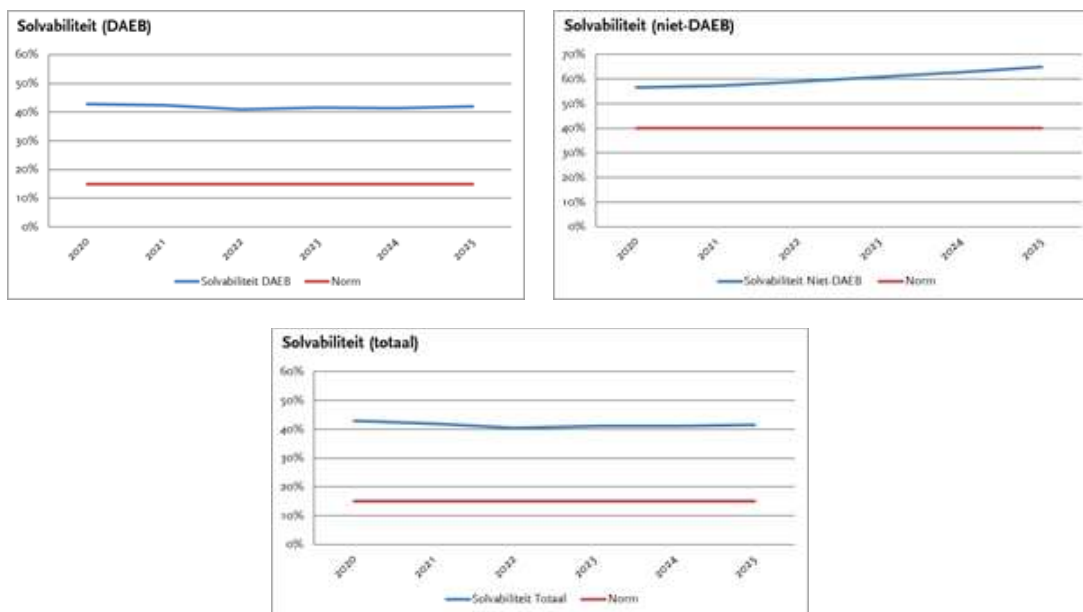 Solvabiliteit (DAEB)
60%
50%
40%
30%
20%
10%
0%
2020 2021 2022 2023 2024 2025
Solvabiliteit DAEB Norm
Solvabiliteit (niet-DAEB)
70%
60%
50%
40%
30%
20%
10%
0%
2020 2021 2022 2023 2024 2025
Solvabiliteit Niet-DAEB Norm
Solvabiliteit (totaal)
60%
50%
40%
30%
20%
10%
0%
2020 2021 2022 2023 2024 2025
Solvabiliteit Totaal Norm